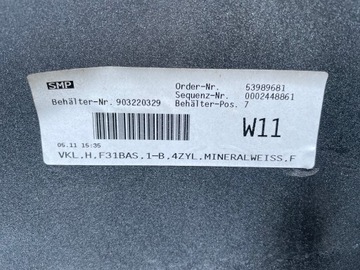 SMP
Order-Nr. 53989681
Sequenz-Nr. 0002448861
Behälter-Nr. 903220329 Behälter-Pos. 7
W11
05.11 15:35
VKL.H,F31BAS.1-B,4ZYL.MINERALWEISS.F